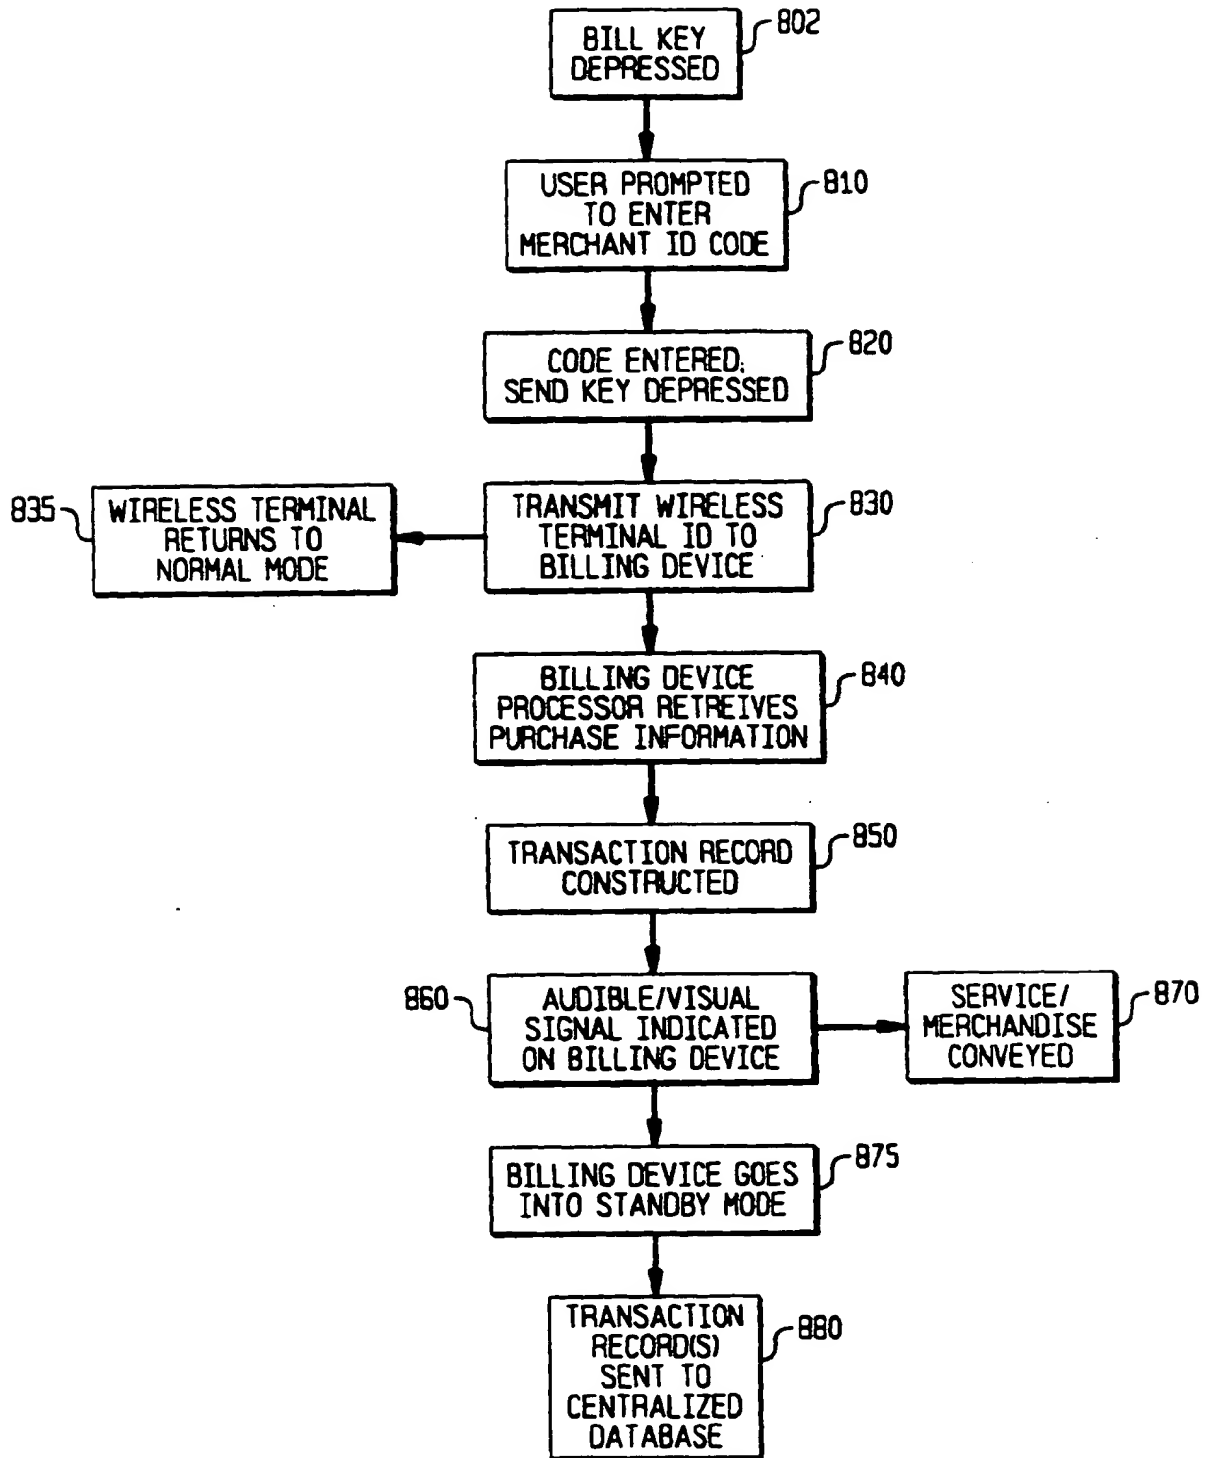 802
BILL KEY
DEPRESSED
810
USER PROMPTED
TO ENTER
MERCHANT ID CODE
820
CODE ENTERED;
SEND KEY DEPRESSED
835
WIRELESS TERMINAL
RETURNS TO
NORMAL MODE
830
TRANSMIT WIRELESS
TERMINAL ID TO
BILLING DEVICE
840
BILLING DEVICE
PROCESSOR RETREIVES
PURCHASE INFORMATION
850
TRANSACTION RECORD
CONSTRUCTED
860
AUDIBLE/VISUAL
SIGNAL INDICATED
ON BILLING DEVICE
870
SERVICE/
MERCHANDISE
CONVEYED
875
BILLING DEVICE GOES
INTO STANDBY MODE
880
TRANSACTION
RECORD(S)
SENT TO
CENTRALIZED
DATABASE